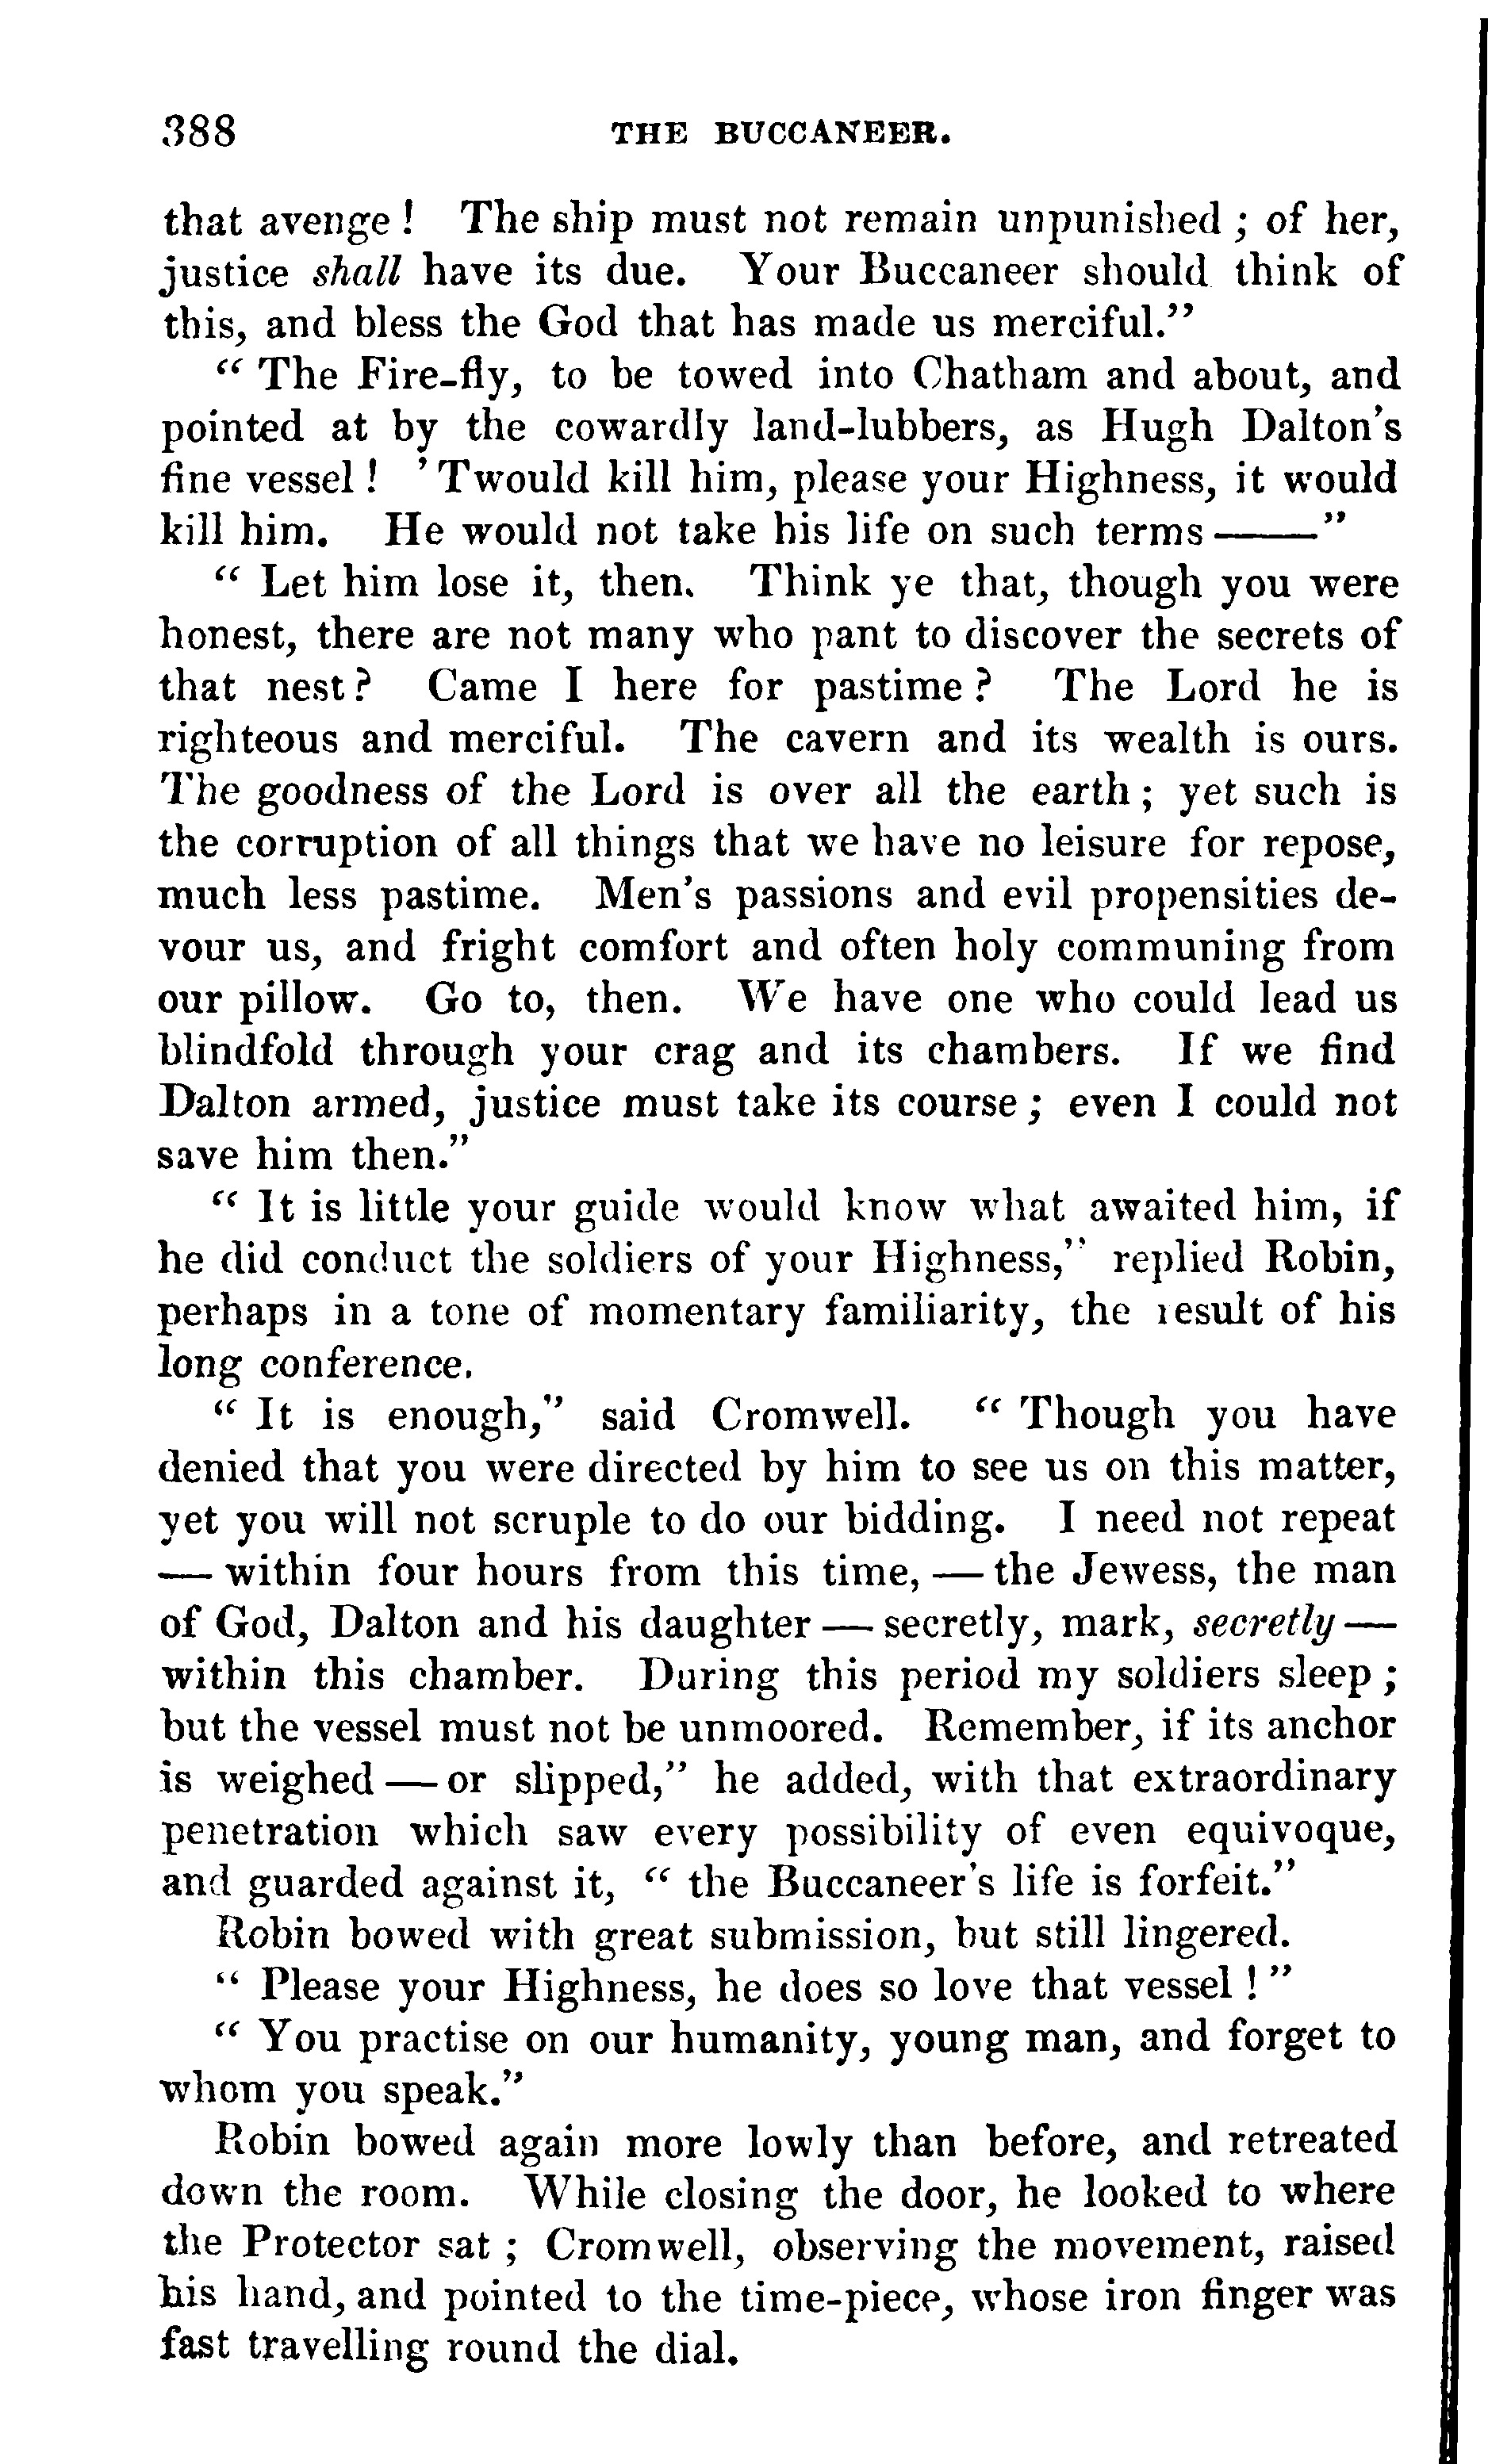 388 THE BUCCANEER.
that avenge! The ship must not remain unpunished; of her,
justice shall have its due. Your Buccaneer should think of
this, and bless the God that has made us merciful."
"The Fire-fly, to be towed into Chatham and about, and
pointed at by the cowardly land-lubbers, as Hugh Dalton's
fine vessel! 'Twould kill him, please your Highness, it would
kill him. He would not take his life on such terms ——"
"Let him lose it, then. Think ye that, though you were
honest, there are not many who pant to discover the secrets of
that nest? Came I here for pastime? The Lord he is
righteous and merciful. The cavern and its wealth is ours.
The goodness of the Lord is over all the earth; yet such is
the corruption of all things that we have no leisure for repose,
much less pastime. Men's passions and evil propensities de-
vour us, and fright comfort and often holy communing from
our pillow. Go to, then. We have one who could lead us
blindfold through your crag and its chambers. If we find
Dalton armed, justice must take its course; even I could not
save him then."
"It is little your guide would know what awaited him, if
he did conduct the soldiers of your Highness," replied Robin,
perhaps in a tone of momentary familiarity, the result of his
long conference.
"It is enough," said Cromwell. "Though you have
denied that you were directed by him to see us on this matter,
yet you will not scruple to do our bidding. I need not repeat
— within four hours from this time, — the Jewess, the man
of God, Dalton and his daughter — secretly, mark, secretly —
within this chamber. During this period my soldiers sleep;
but the vessel must not be unmoored. Remember, if its anchor
is weighed — or slipped," he added, with that extraordinary
penetration which saw every possibility of even equivoque,
and guarded against it, "the Buccaneer's life is forfeit."
Robin bowed with great submission, but still lingered.
"Please your Highness, he does so love that vessel!"
"You practise on our humanity, young man, and forget to
whom you speak."
Robin bowed again more lowly than before, and retreated
down the room. While closing the door, he looked to where
the Protector sat; Cromwell, observing the movement, raised
his hand, and pointed to the time-piece, whose iron finger was
fast travelling round the dial.